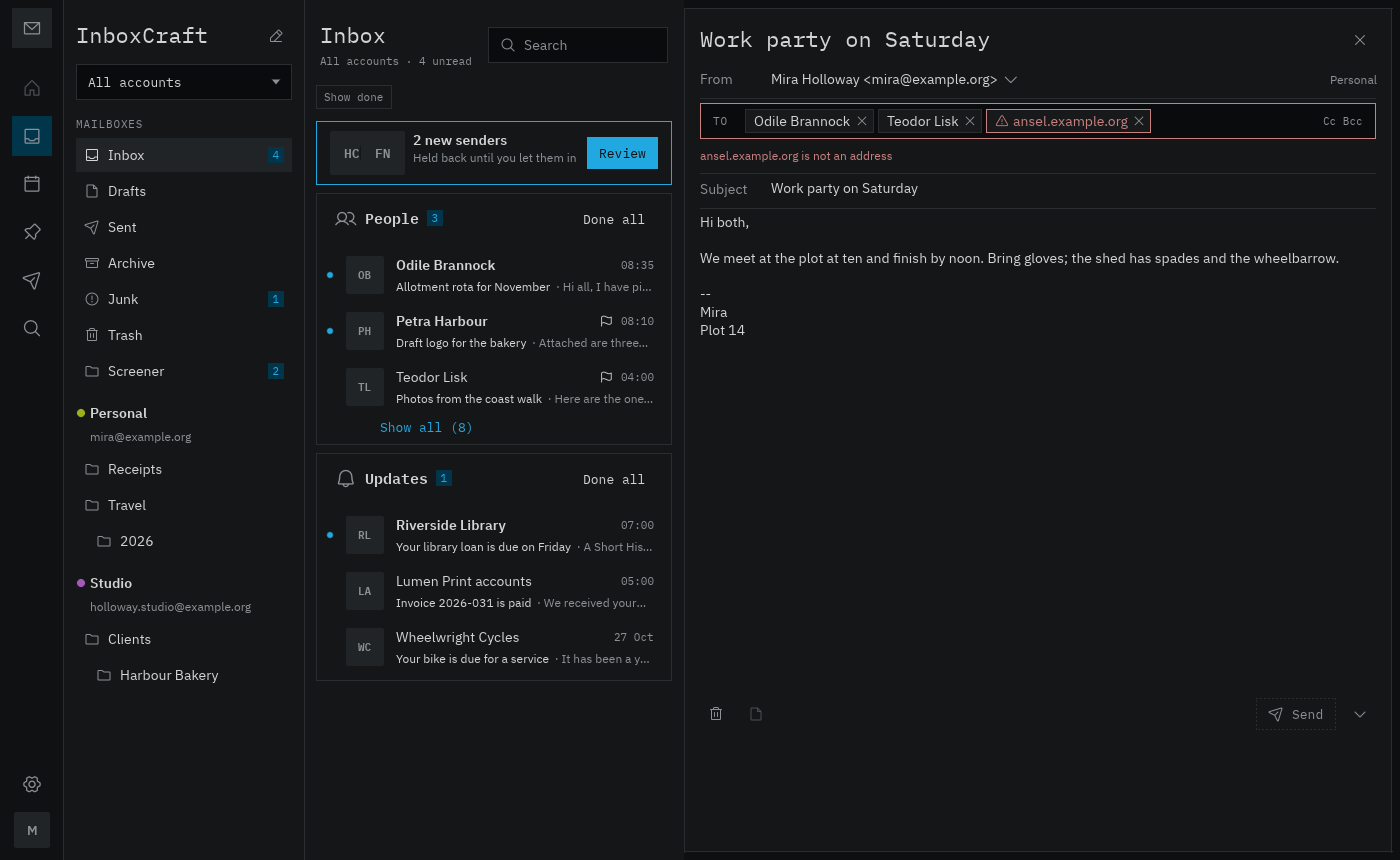 InboxCraft
All accounts
MAILBOXES
Inbox 4
Drafts
Sent
Archive
Junk 1
Trash
Screener 2
Personal
mira@example.org
Receipts
Travel
2026
Studio
holloway.studio@example.org
Clients
Harbour Bakery
M
Inbox
All accounts · 4 unread
Search
Show done
HC FN
2 new senders
Held back until you let them in
Review
People 3 Done all
OB
Odile Brannock 08:35
Allotment rota for November · Hi all, I have pi…
PH
Petra Harbour 08:10
Draft logo for the bakery · Attached are three…
TL
Teodor Lisk 04:00
Photos from the coast walk · Here are the one…
Show all (8)
Updates 1 Done all
RL
Riverside Library 07:00
Your library loan is due on Friday · A Short His…
LA
Lumen Print accounts 05:00
Invoice 2026-031 is paid · We received your…
WC
Wheelwright Cycles 27 Oct
Your bike is due for a service · It has been a y…
Work party on Saturday
From Mira Holloway <mira@example.org> Personal
TO Odile Brannock Teodor Lisk ansel.example.org Cc Bcc
ansel.example.org is not an address
Subject Work party on Saturday
Hi both,
We meet at the plot at ten and finish by noon. Bring gloves; the shed has spades and the wheelbarrow.
--
Mira
Plot 14
Send